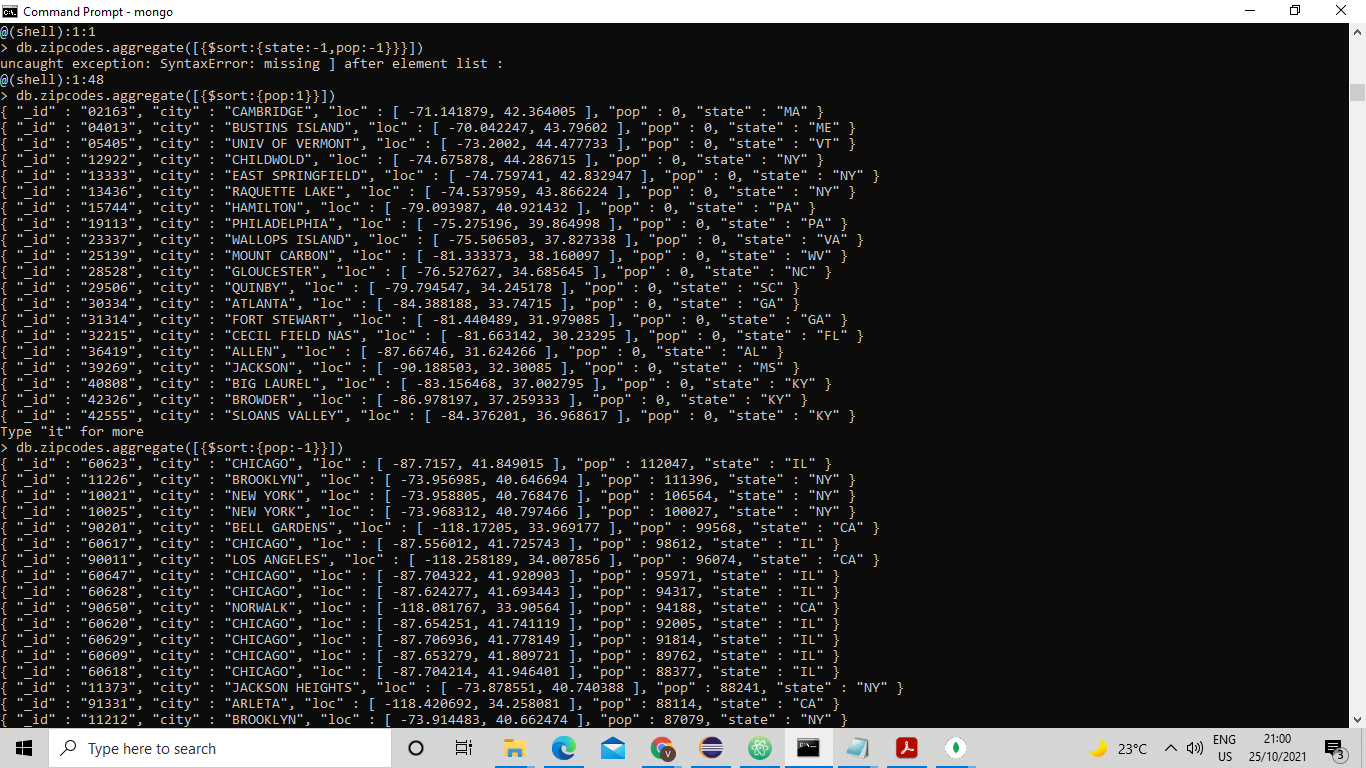 Command Prompt - mongo
@(shell):1:1
> db.zipcodes.aggregate([{$sort:{state:-1,pop:-1}}}])
uncaught exception: SyntaxError: missing ] after element list :
@(shell):1:48
> db.zipcodes.aggregate([{$sort:{pop:1}}])
{ "_id" : "02163", "city" : "CAMBRIDGE", "loc" : [ -71.141879, 42.364005 ], "pop" : 0, "state" : "MA" }
{ "_id" : "04013", "city" : "BUSTINS ISLAND", "loc" : [ -70.042247, 43.79602 ], "pop" : 0, "state" : "ME" }
{ "_id" : "05405", "city" : "UNIV OF VERMONT", "loc" : [ -73.2002, 44.477733 ], "pop" : 0, "state" : "VT" }
{ "_id" : "12922", "city" : "CHILDWOLD", "loc" : [ -74.675878, 44.286715 ], "pop" : 0, "state" : "NY" }
{ "_id" : "13333", "city" : "EAST SPRINGFIELD", "loc" : [ -74.759741, 42.832947 ], "pop" : 0, "state" : "NY" }
{ "_id" : "13436", "city" : "RAQUETTE LAKE", "loc" : [ -74.537959, 43.866224 ], "pop" : 0, "state" : "NY" }
{ "_id" : "15744", "city" : "HAMILTON", "loc" : [ -79.093987, 40.921432 ], "pop" : 0, "state" : "PA" }
{ "_id" : "19113", "city" : "PHILADELPHIA", "loc" : [ -75.275196, 39.864998 ], "pop" : 0, "state" : "PA" }
{ "_id" : "23337", "city" : "WALLOPS ISLAND", "loc" : [ -75.506503, 37.827338 ], "pop" : 0, "state" : "VA" }
{ "_id" : "25139", "city" : "MOUNT CARBON", "loc" : [ -81.333373, 38.160097 ], "pop" : 0, "state" : "WV" }
{ "_id" : "28528", "city" : "GLOUCESTER", "loc" : [ -76.527627, 34.685645 ], "pop" : 0, "state" : "NC" }
{ "_id" : "29506", "city" : "QUINBY", "loc" : [ -79.794547, 34.245178 ], "pop" : 0, "state" : "SC" }
{ "_id" : "30334", "city" : "ATLANTA", "loc" : [ -84.388188, 33.74715 ], "pop" : 0, "state" : "GA" }
{ "_id" : "31314", "city" : "FORT STEWART", "loc" : [ -81.440489, 31.979085 ], "pop" : 0, "state" : "GA" }
{ "_id" : "32215", "city" : "CECIL FIELD NAS", "loc" : [ -81.663142, 30.23295 ], "pop" : 0, "state" : "FL" }
{ "_id" : "36419", "city" : "ALLEN", "loc" : [ -87.66746, 31.624266 ], "pop" : 0, "state" : "AL" }
{ "_id" : "39269", "city" : "JACKSON", "loc" : [ -90.188503, 32.30085 ], "pop" : 0, "state" : "MS" }
{ "_id" : "40808", "city" : "BIG LAUREL", "loc" : [ -83.156468, 37.002795 ], "pop" : 0, "state" : "KY" }
{ "_id" : "42326", "city" : "BROWDER", "loc" : [ -86.978197, 37.259333 ], "pop" : 0, "state" : "KY" }
{ "_id" : "42555", "city" : "SLOANS VALLEY", "loc" : [ -84.376201, 36.968617 ], "pop" : 0, "state" : "KY" }
Type "it" for more
> db.zipcodes.aggregate([{$sort:{pop:-1}}])
{ "_id" : "60623", "city" : "CHICAGO", "loc" : [ -87.7157, 41.849015 ], "pop" : 112047, "state" : "IL" }
{ "_id" : "11226", "city" : "BROOKLYN", "loc" : [ -73.956985, 40.646694 ], "pop" : 111396, "state" : "NY" }
{ "_id" : "10021", "city" : "NEW YORK", "loc" : [ -73.958805, 40.768476 ], "pop" : 106564, "state" : "NY" }
{ "_id" : "10025", "city" : "NEW YORK", "loc" : [ -73.968312, 40.797466 ], "pop" : 100027, "state" : "NY" }
{ "_id" : "90201", "city" : "BELL GARDENS", "loc" : [ -118.17205, 33.969177 ], "pop" : 99568, "state" : "CA" }
{ "_id" : "60617", "city" : "CHICAGO", "loc" : [ -87.556012, 41.725743 ], "pop" : 98612, "state" : "IL" }
{ "_id" : "90011", "city" : "LOS ANGELES", "loc" : [ -118.258189, 34.007856 ], "pop" : 96074, "state" : "CA" }
{ "_id" : "60647", "city" : "CHICAGO", "loc" : [ -87.704322, 41.920903 ], "pop" : 95971, "state" : "IL" }
{ "_id" : "60628", "city" : "CHICAGO", "loc" : [ -87.624277, 41.693443 ], "pop" : 94317, "state" : "IL" }
{ "_id" : "90650", "city" : "NORWALK", "loc" : [ -118.081767, 33.90564 ], "pop" : 94188, "state" : "CA" }
{ "_id" : "60620", "city" : "CHICAGO", "loc" : [ -87.654251, 41.741119 ], "pop" : 92005, "state" : "IL" }
{ "_id" : "60629", "city" : "CHICAGO", "loc" : [ -87.706936, 41.778149 ], "pop" : 91814, "state" : "IL" }
{ "_id" : "60609", "city" : "CHICAGO", "loc" : [ -87.653279, 41.809721 ], "pop" : 89762, "state" : "IL" }
{ "_id" : "60618", "city" : "CHICAGO", "loc" : [ -87.704214, 41.946401 ], "pop" : 88377, "state" : "IL" }
{ "_id" : "11373", "city" : "JACKSON HEIGHTS", "loc" : [ -73.878551, 40.740388 ], "pop" : 88241, "state" : "NY" }
{ "_id" : "91331", "city" : "ARLETA", "loc" : [ -118.420692, 34.258081 ], "pop" : 88114, "state" : "CA" }
{ "_id" : "11212", "city" : "BROOKLYN", "loc" : [ -73.914483, 40.662474 ], "pop" : 87079, "state" : "NY" }
Type here to search
23°C
ENG
US
21:00
25/10/2021
3